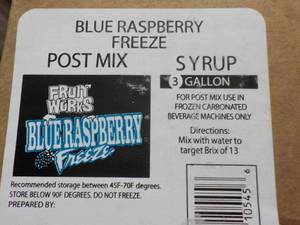 BLUE RASPBERRY
FREEZE
POST MIX
SYRUP
3 GALLON
FRUIT
WORKS
BLUE RASPBERRY
Freeze
FOR POST MIX USE IN
FROZEN CARBONATED
BEVERAGE MACHINES ONLY
Directions:
Mix with water to
target Brix of 13
Recommended storage between 45F-70F degrees.
STORE BELOW 90F DEGREES. DO NOT FREEZE.
PREPARED BY:
10545
6